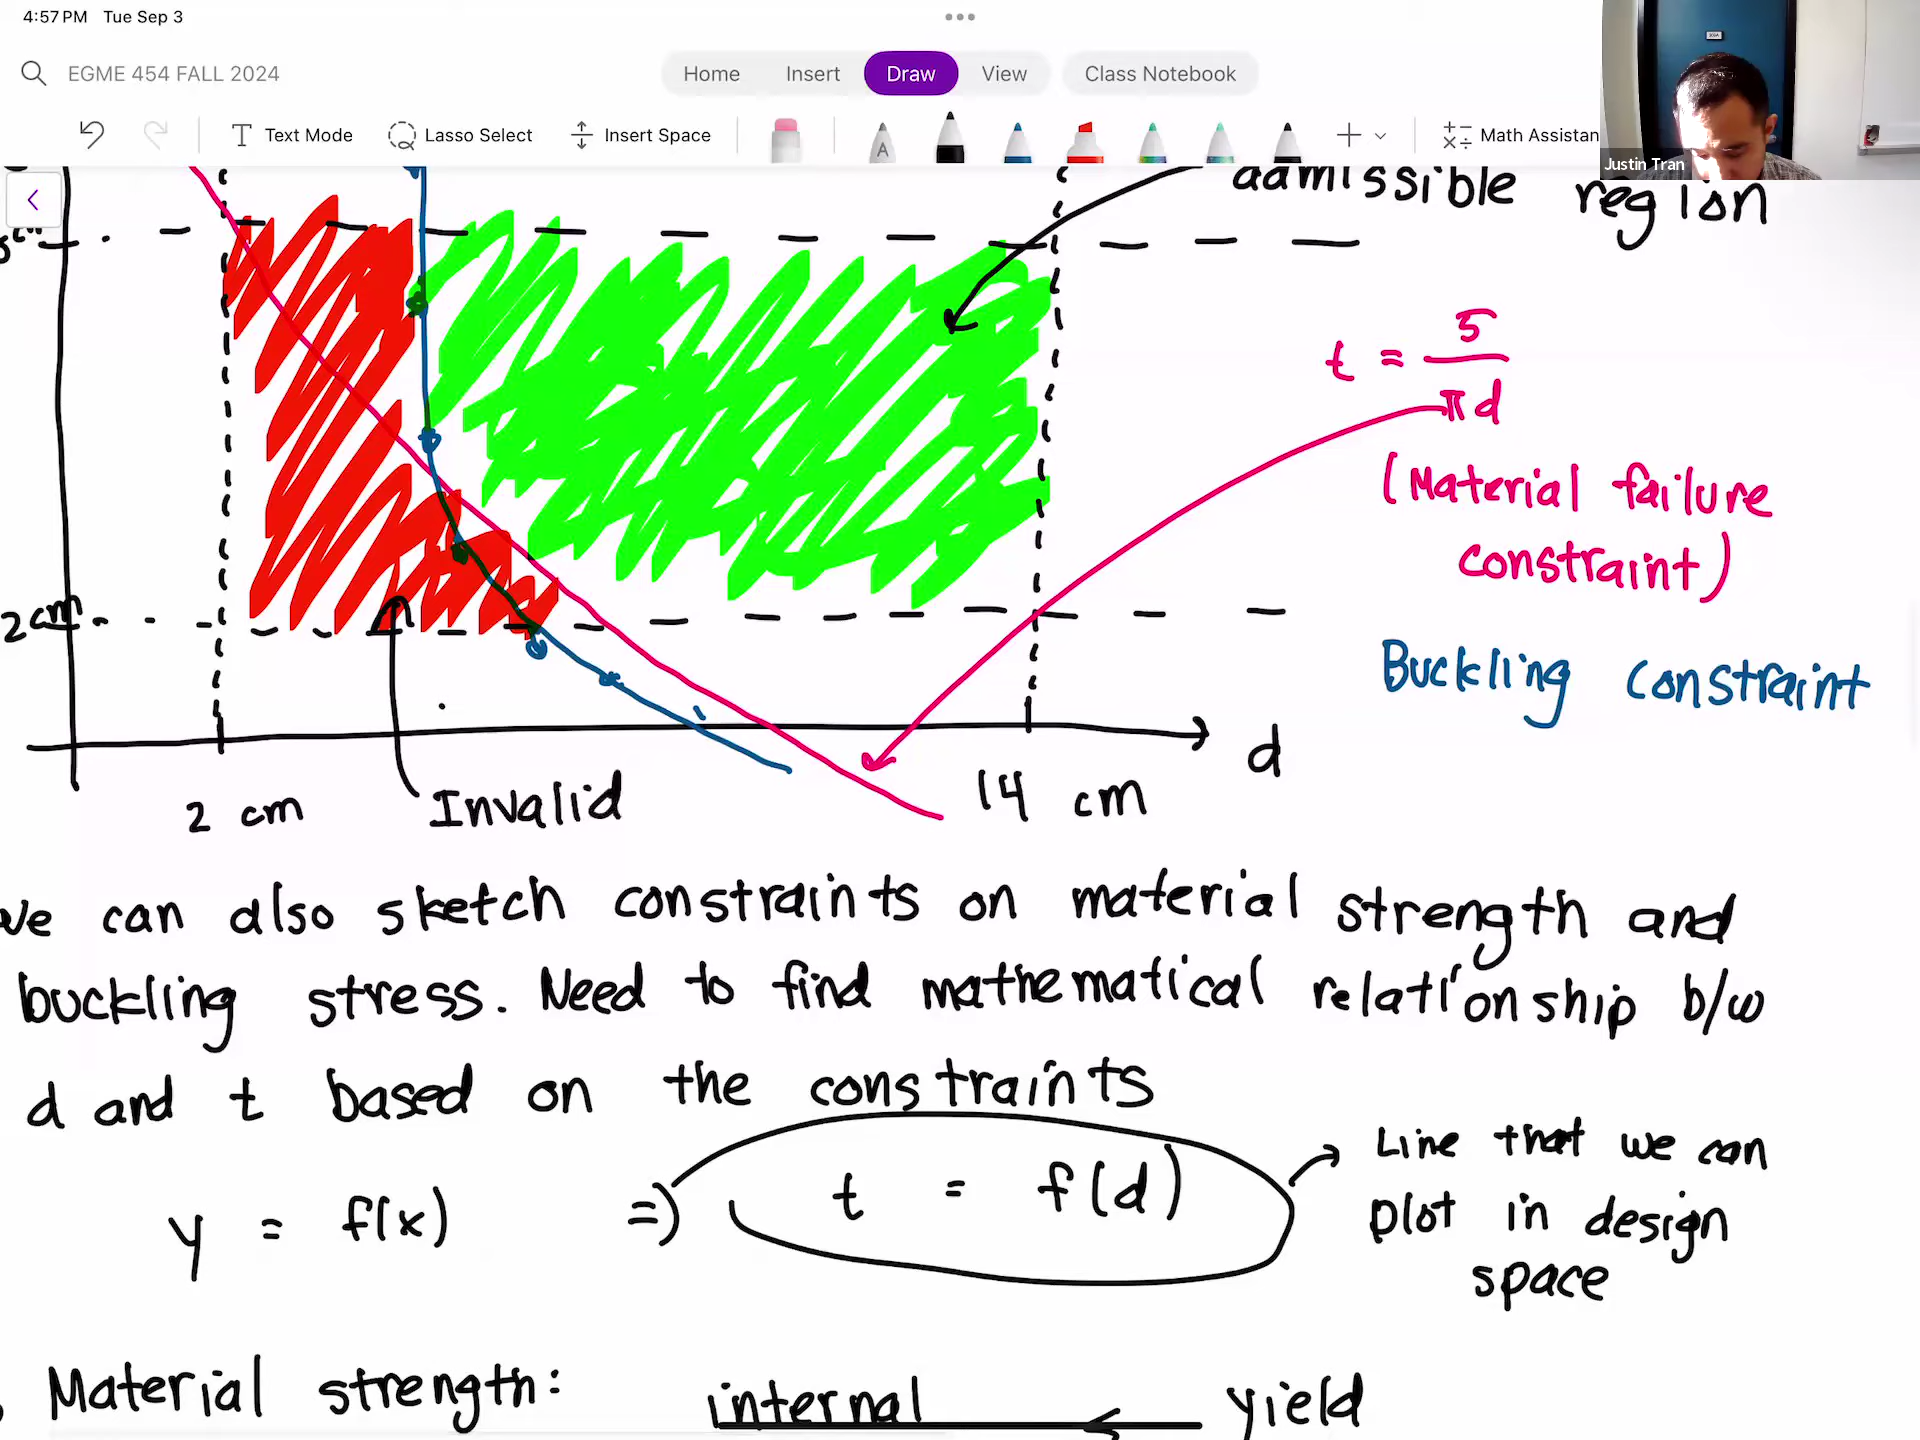 4:57 PM Tue Sep 3
EGME 454 FALL 2024
Home Insert Draw View Class Notebook
Text Mode Lasso Select Insert Space Math Assistan
Justin Tran
admissible region
t = 5 / πd
(Material failure
constraint)
2cm
Buckling constraint
d
2 cm
Invalid
14 cm
We can also sketch constraints on material strength and
buckling stress. Need to find mathematical relationship b/w
d and t based on the constraints
y = f(x) => t = f(d)
Line that we can
plot in design
space
Material strength: internal < yield